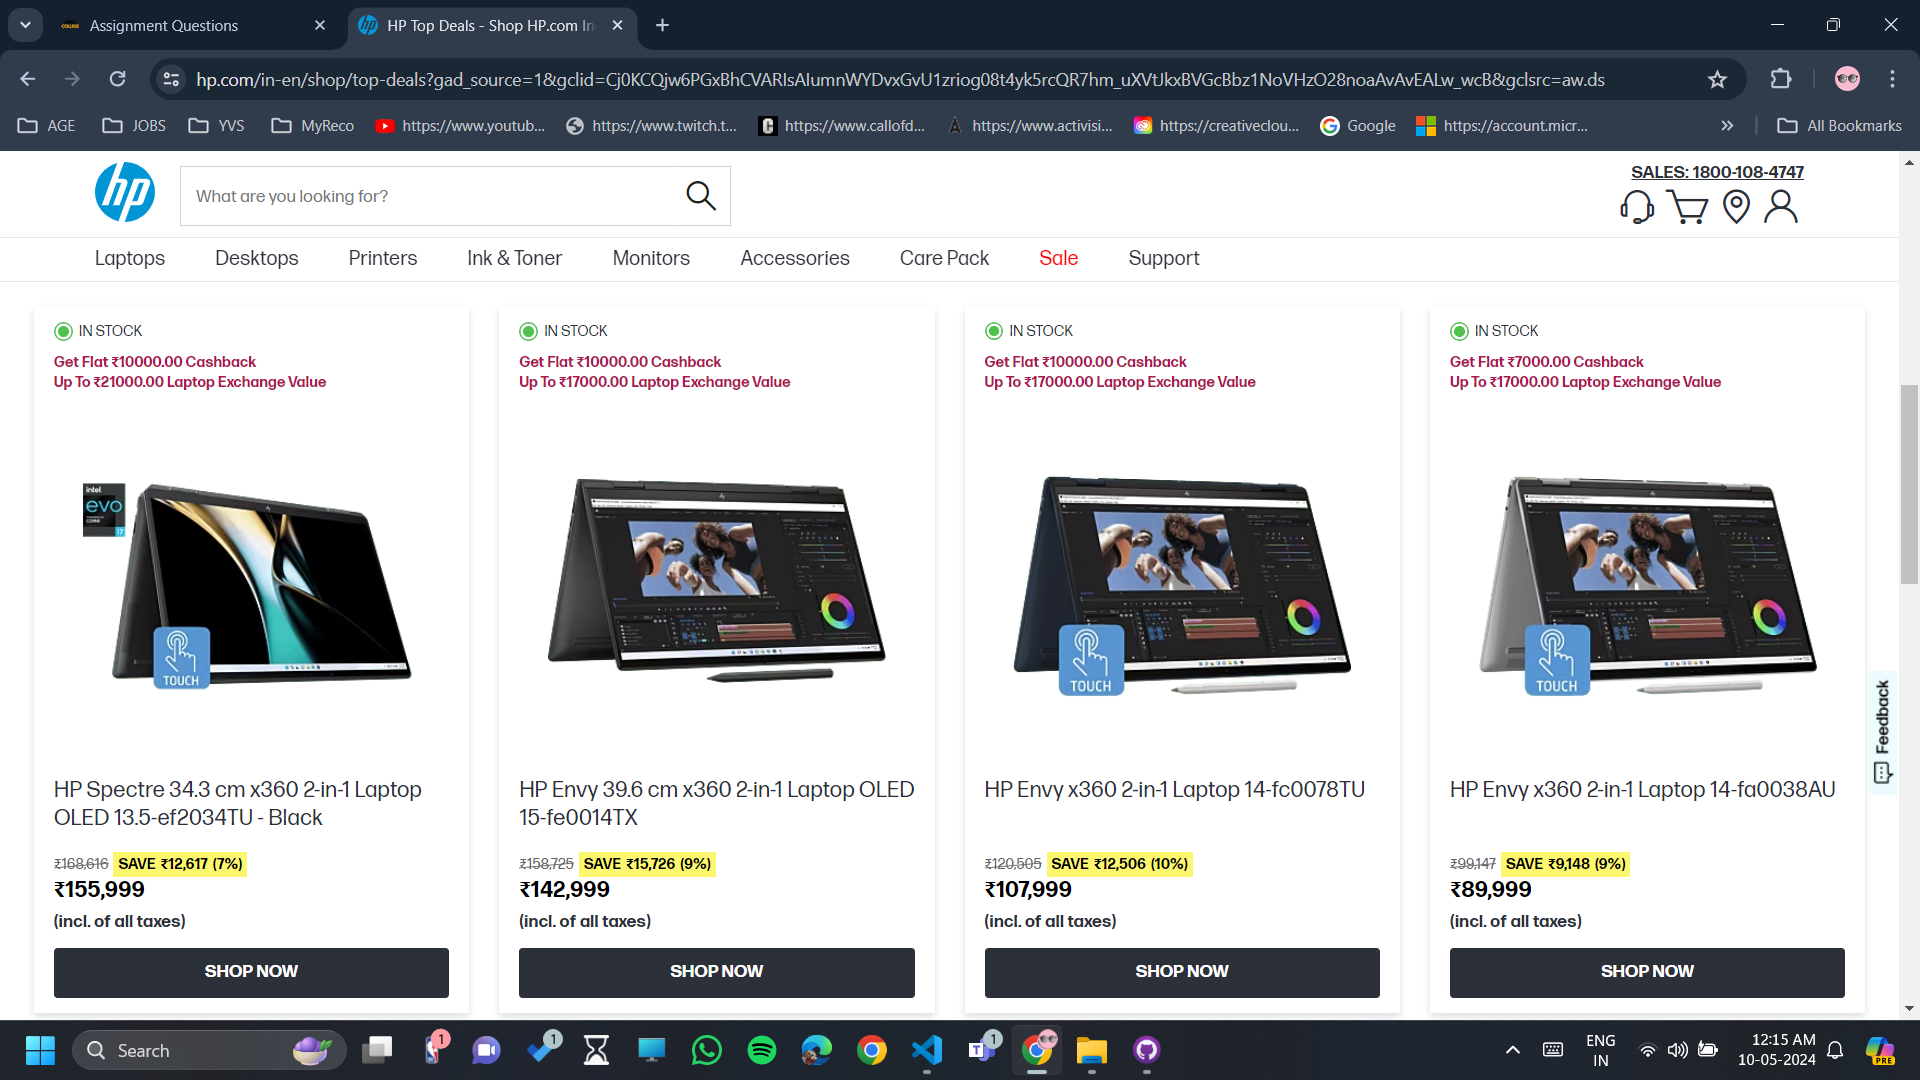 Assignment Questions
HP Top Deals - Shop HP.com In
hp.com/in-en/shop/top-deals?gad_source=1&gclid=Cj0KCQjw6PGxBhCVARIsAIumnWYDvxGvU1zriog08t4yk5rcQR7hm_uXVtJkxBVGcBbz1NoVHzO28noaAvAvEALw_wcB&gclsrc=aw.ds
AGE JOBS YVS MyReco https://www.youtub... https://www.twitch.t... https://www.callofd... https://www.activisi... https://creativeclou... Google https://account.micr... » All Bookmarks
hp
What are you looking for?
SALES: 1800-108-4747
Laptops Desktops Printers Ink & Toner Monitors Accessories Care Pack Sale Support
IN STOCK
Get Flat ₹10000.00 Cashback
Up To ₹21000.00 Laptop Exchange Value
intel
evo
CORE
i7
TOUCH
HP Spectre 34.3 cm x360 2-in-1 Laptop
OLED 13.5-ef2034TU - Black
₹168,616 SAVE ₹12,617 (7%)
₹155,999
(incl. of all taxes)
SHOP NOW
IN STOCK
Get Flat ₹10000.00 Cashback
Up To ₹17000.00 Laptop Exchange Value
HP Envy 39.6 cm x360 2-in-1 Laptop OLED
15-fe0014TX
₹158,725 SAVE ₹15,726 (9%)
₹142,999
(incl. of all taxes)
SHOP NOW
IN STOCK
Get Flat ₹10000.00 Cashback
Up To ₹17000.00 Laptop Exchange Value
TOUCH
HP Envy x360 2-in-1 Laptop 14-fc0078TU
₹120,505 SAVE ₹12,506 (10%)
₹107,999
(incl. of all taxes)
SHOP NOW
IN STOCK
Get Flat ₹7000.00 Cashback
Up To ₹17000.00 Laptop Exchange Value
TOUCH
HP Envy x360 2-in-1 Laptop 14-fa0038AU
₹99,147 SAVE ₹9,148 (9%)
₹89,999
(incl. of all taxes)
SHOP NOW
Feedback
Search
1
1
1
ENG
IN
12:15 AM
10-05-2024
PRE